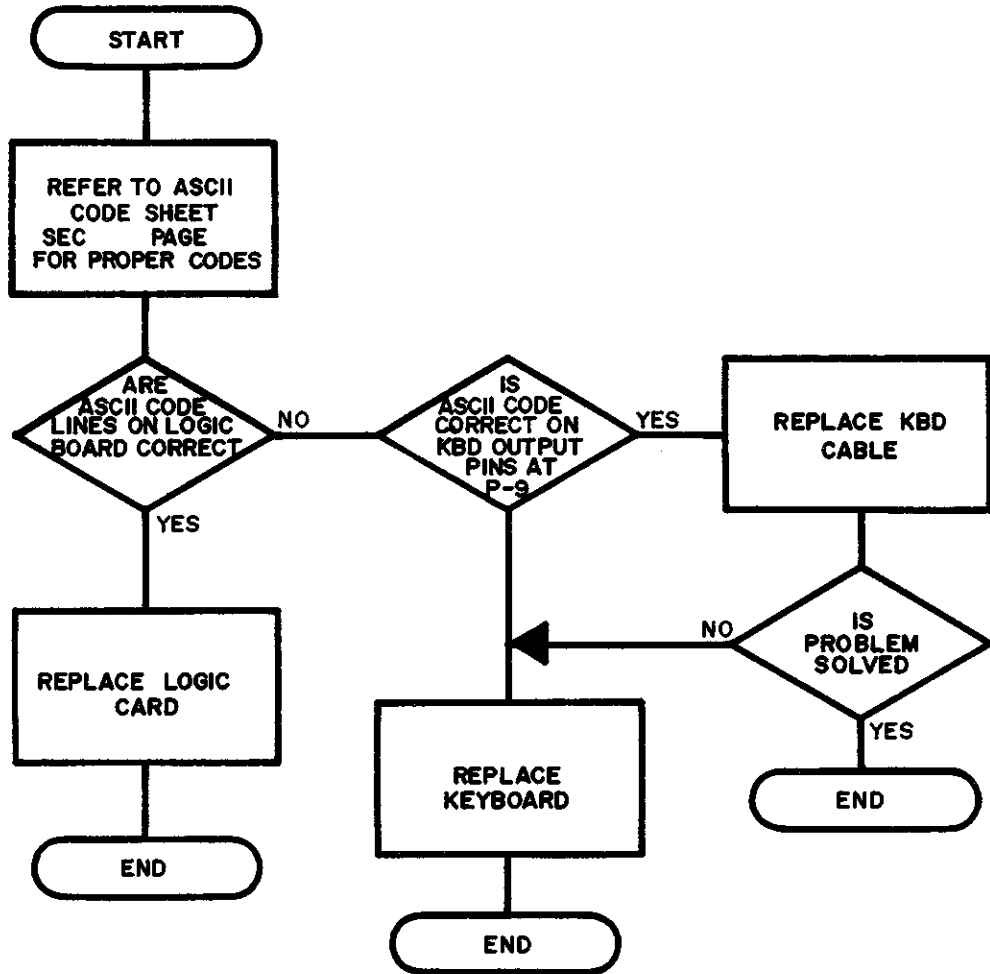 START
REFER TO ASCII
CODE SHEET
SEC PAGE
FOR PROPER CODES
ARE
ASCII CODE
LINES ON LOGIC
BOARD CORRECT
NO
YES
REPLACE LOGIC
CARD
END
IS
ASCII CODE
CORRECT ON
KBD OUTPUT
PINS AT
P-9
YES
REPLACE KBD
CABLE
IS
PROBLEM
SOLVED
NO
YES
END
REPLACE
KEYBOARD
END